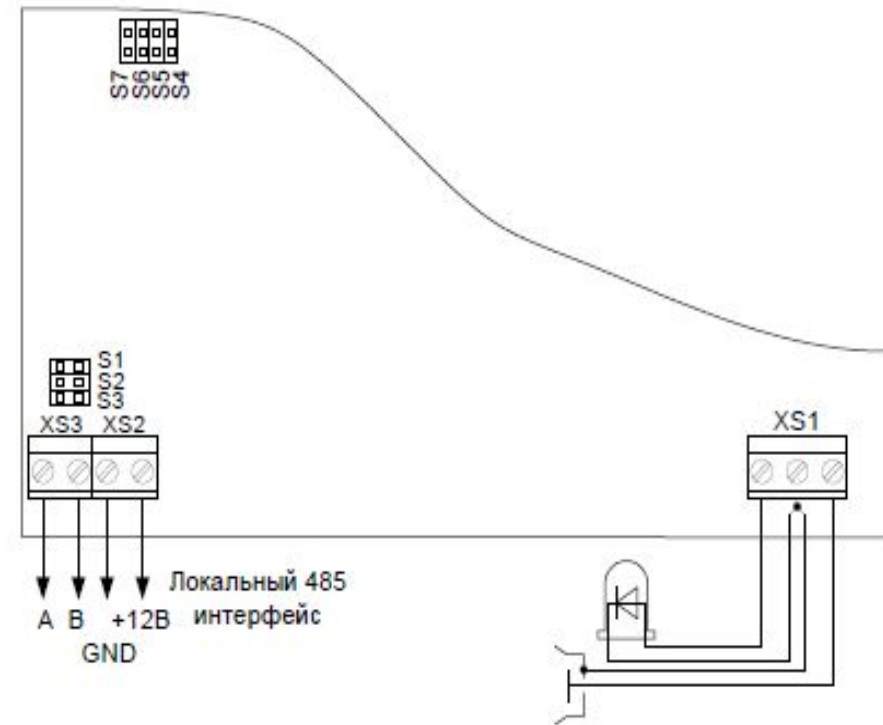 S7 S6 S5 S4
S1
S2
S3
XS3 XS2
XS1
Локальный 485
интерфейс
A B +12В
GND